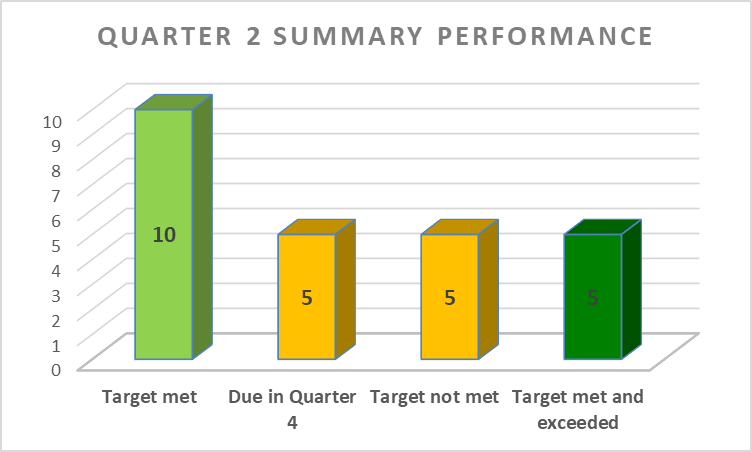 QUARTER 2 SUMMARY PERFORMANCE
10
9
8
7
6
5
4
3
2
1
0
10
5
5
5
Target met
Due in Quarter
4
Target not met
Target met and
exceeded